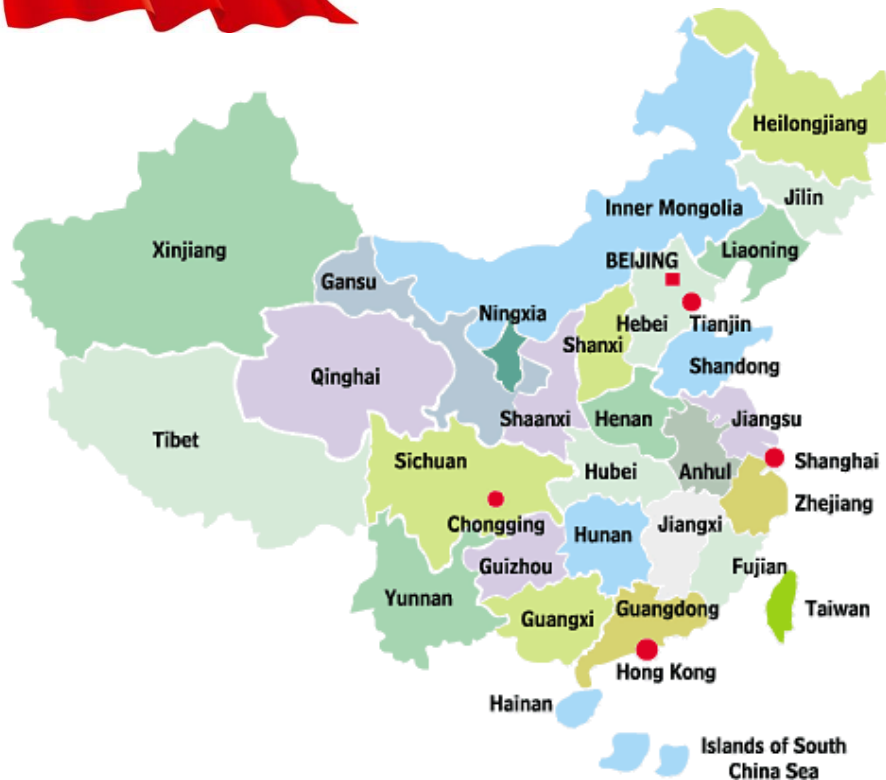 Heilongjiang
Jilin
Inner Mongolia
Liaoning
Xinjiang
BEIJING
Gansu
Ningxia
Hebei
Tianjin
Shanxi
Shandong
Qinghai
Shaanxi
Henan
Jiangsu
Tibet
Sichuan
Hubei
Anhul
Shanghai
Zhejiang
Chongging
Hunan
Jiangxi
Guizhou
Fujian
Yunnan
Guangxi
Guangdong
Taiwan
Hong Kong
Hainan
Islands of South
China Sea